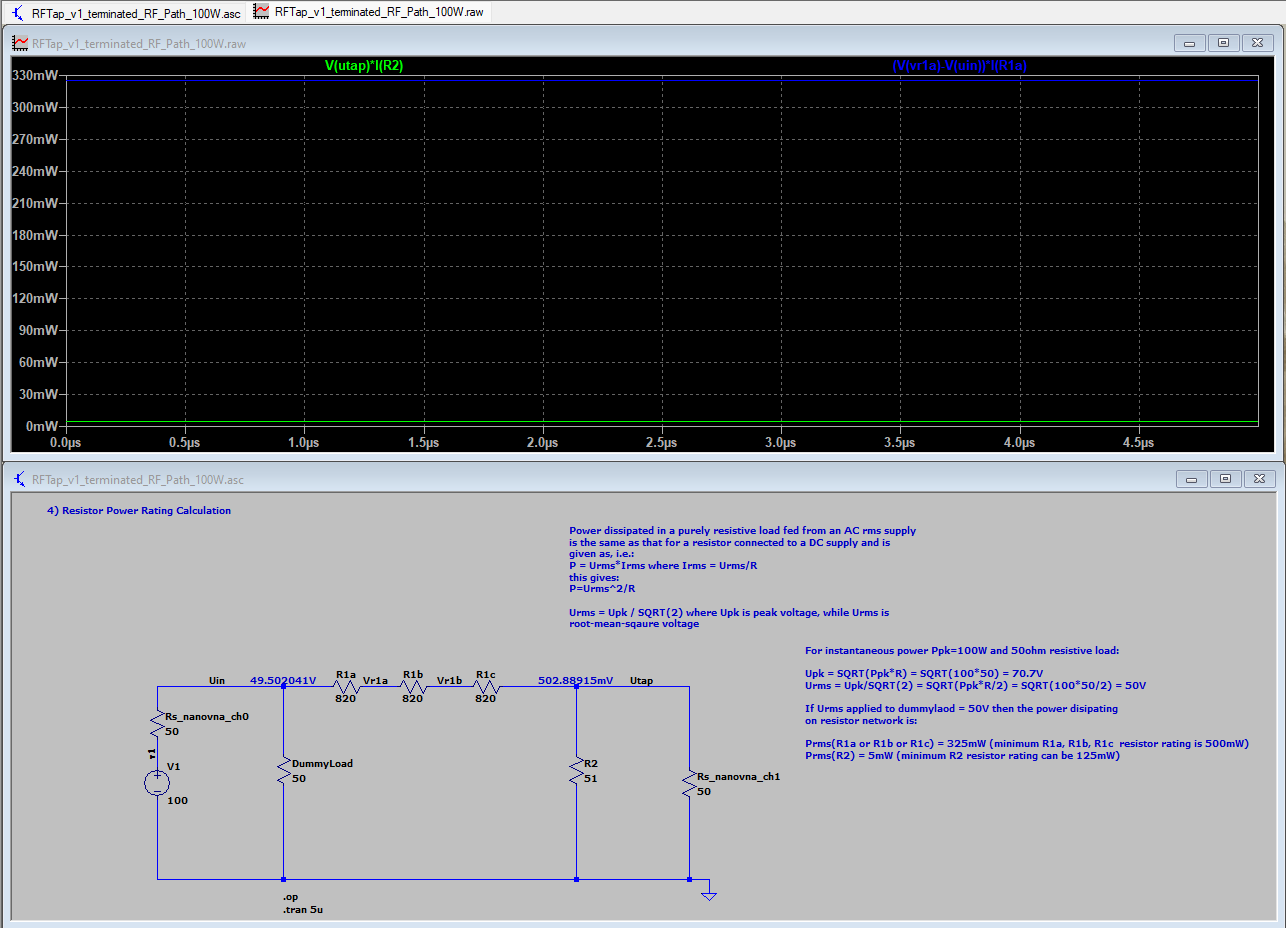 RFTap_v1_terminated_RF_Path_100W.asc
RFTap_v1_terminated_RF_Path_100W.raw
RFTap_v1_terminated_RF_Path_100W.raw
V(utap)*I(R2)
(V(vr1a)-V(uin))*I(R1a)
330mW
300mW
270mW
240mW
210mW
180mW
150mW
120mW
90mW
60mW
30mW
0mW
0.0µs 0.5µs 1.0µs 1.5µs 2.0µs 2.5µs 3.0µs 3.5µs 4.0µs 4.5µs
RFTap_v1_terminated_RF_Path_100W.asc
4) Resistor Power Rating Calculation
Power dissipated in a purely resistive load fed from an AC rms supply
is the same as that for a resistor connected to a DC supply and is
given as, i.e.:
P = Urms*Irms where Irms = Urms/R
this gives:
P=Urms^2/R
Urms = Upk / SQRT(2) where Upk is peak voltage, while Urms is
root-mean-sqaure voltage
For instantaneous power Ppk=100W and 50ohm resistive load:
Upk = SQRT(Ppk*R) = SQRT(100*50) = 70.7V
Urms = Upk/SQRT(2) = SQRT(Ppk*R/2) = SQRT(100*50/2) = 50V
If Urms applied to dummylaod = 50V then the power disipating
on resistor network is:
Prms(R1a or R1b or R1c) = 325mW (minimum R1a, R1b, R1c resistor rating is 500mW)
Prms(R2) = 5mW (minimum R2 resistor rating can be 125mW)
Uin 49.502041V
R1a
820
Vr1a
R1b
820
Vr1b
R1c
820
502.88915mV Utap
Rs_nanovna_ch0
50
r1
V1
100
DummyLoad
50
R2
51
Rs_nanovna_ch1
50
.op
.tran 5u